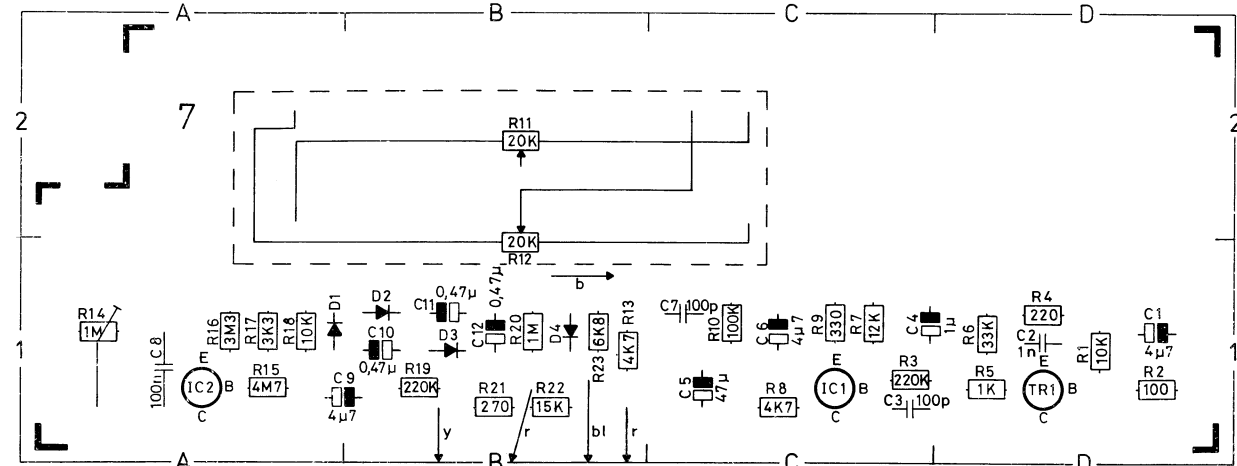 A B C D
2 7 2
R11
20K
20K
R12
b
0,47µ
0,47µ
R14
1M
C8
100n
E
IC2 B
C
R16
3M3
R17
3K3
R18
10K
D1
R15
4M7
C9
4µ7
D2
C10
0,47µ
C11
D3
R19
220K
C12
R20
1M
D4
R21
270
R22
15K
R23
6K8
R13
4K7
y r bl r
C7 100p
R10
100K
C6
4µ7
C5
47µ
R8
4K7
R9
330
R7
12K
E
IC1 B
C
C4
1µ
R3
220K
C3 100p
R6
33K
R5
1K
R4
220
C2
1n
E
TR1 B
C
R1
10K
C1
4µ7
R2
100
1 1
A B C D